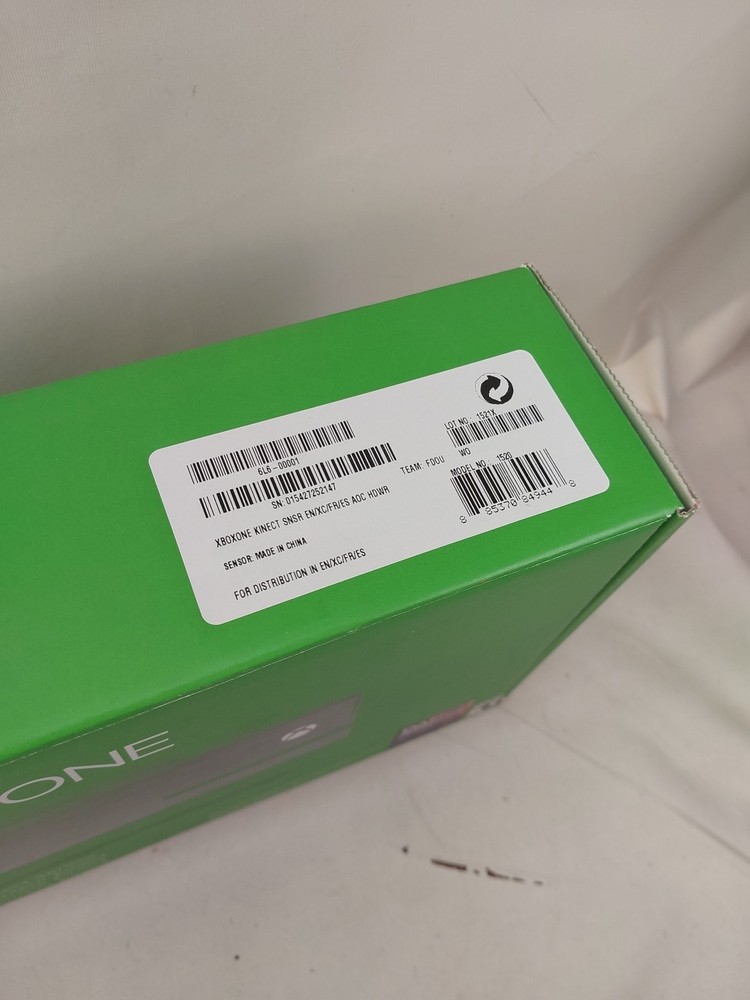 6L6-00001
SN: 015427252147
XBOXONE KINECT SNSR EN/XC/FR/ES AOC HDWR
SENSOR: MADE IN CHINA
FOR DISTRIBUTION IN EN/XC/FR/ES
TEAM: FDOU
LOT NO.: 1521X
WO
MODEL NO. 1520
8 85370 84944 8
ONE